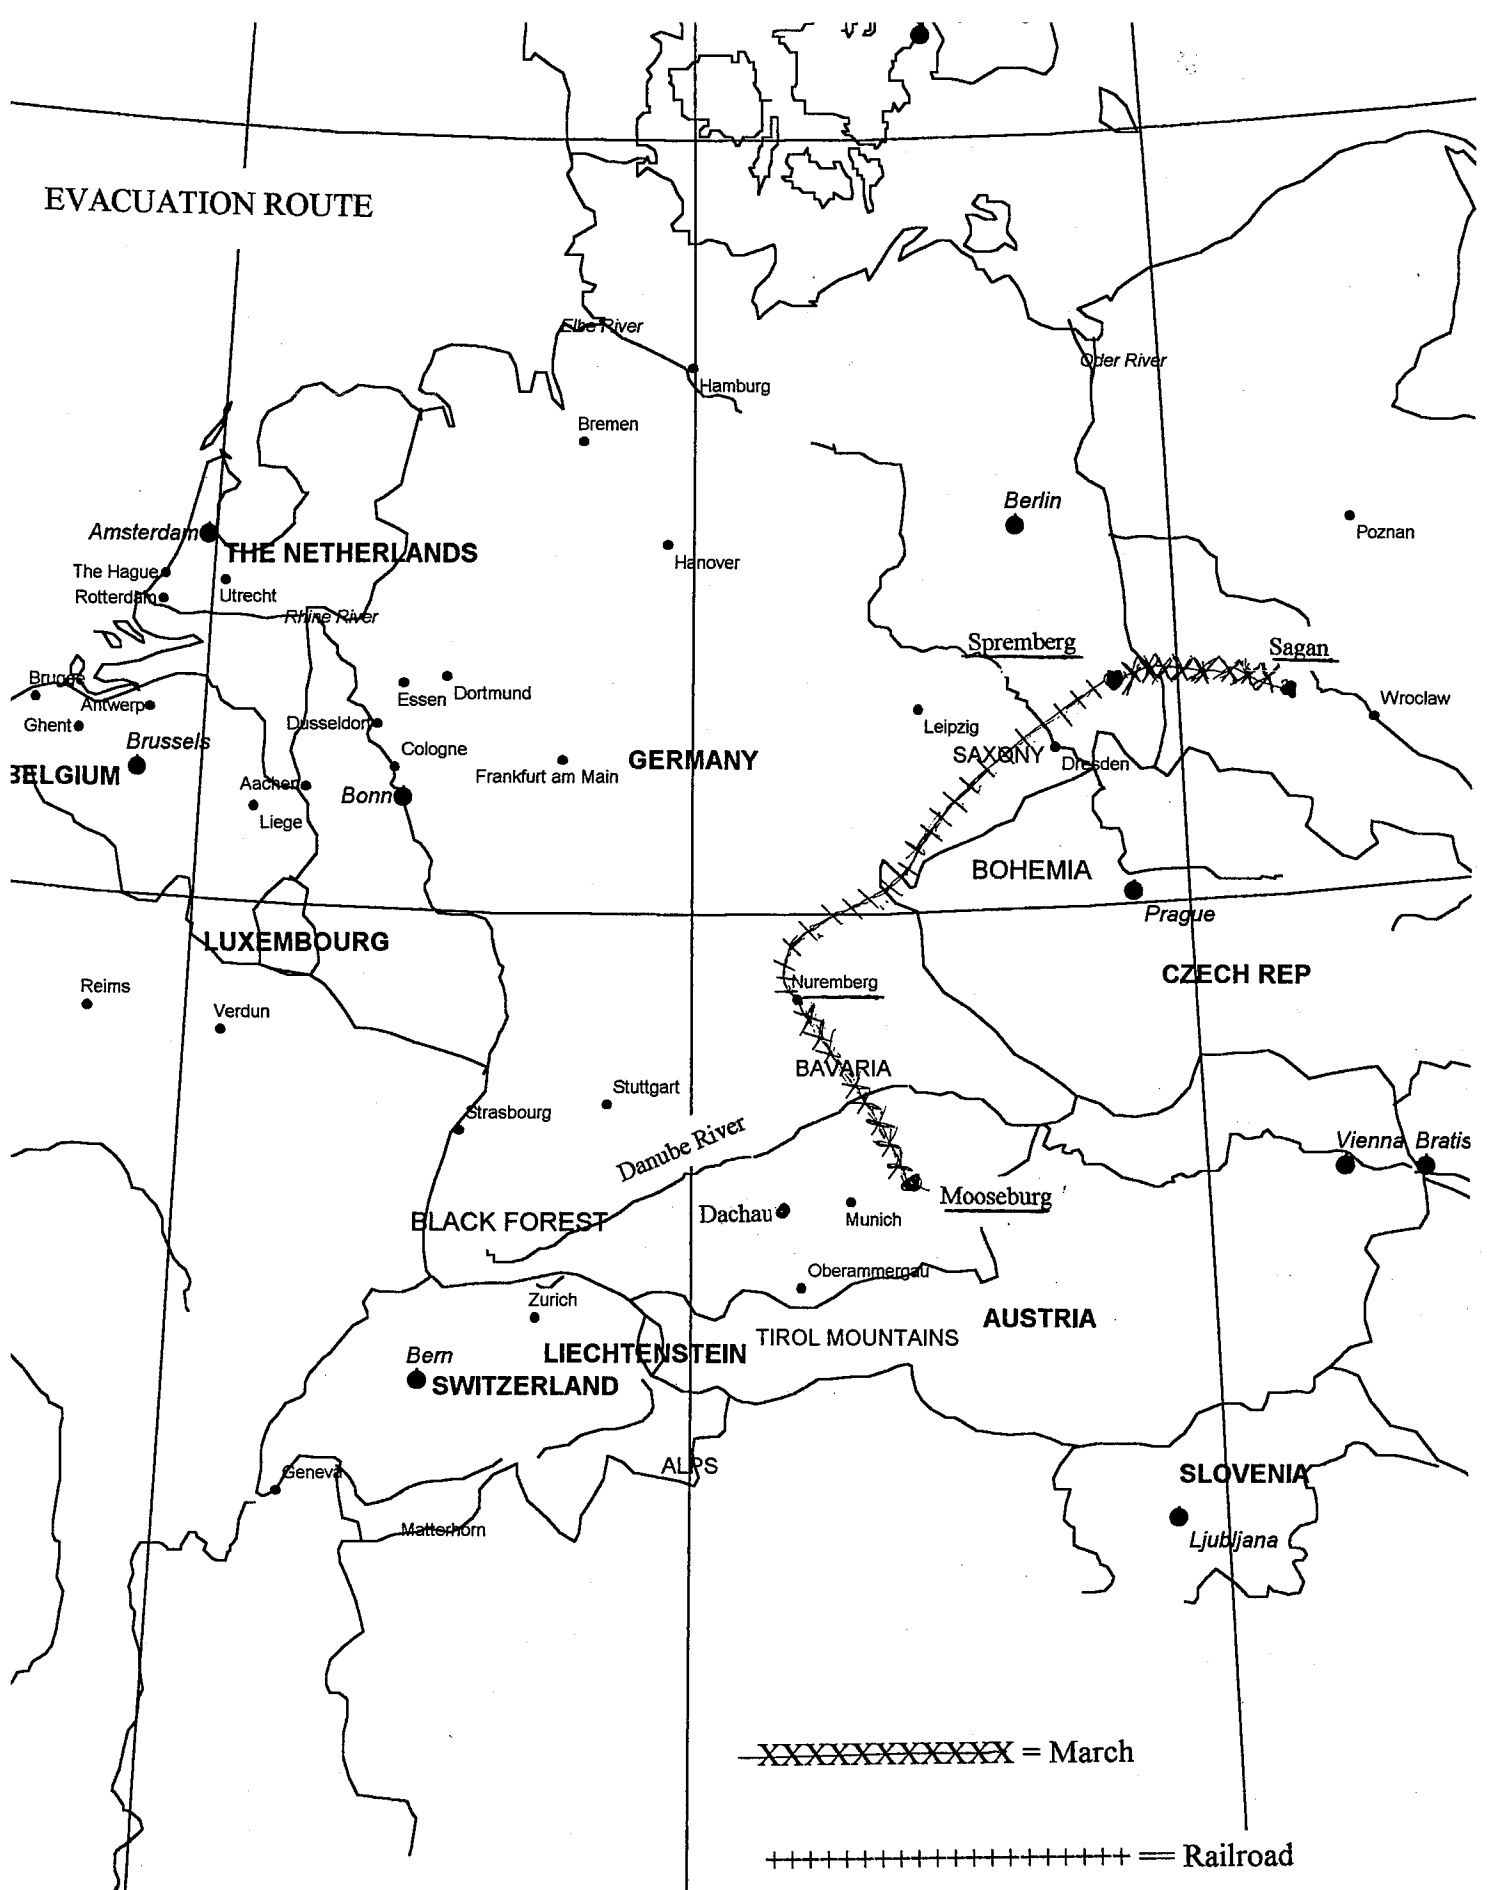 EVACUATION ROUTE
Elbe River
Oder River
Hamburg
Bremen
Berlin
Poznan
Amsterdam
THE NETHERLANDS
Hanover
The Hague
Utrecht
Rotterdam
Rhine River
Spremberg
Sagan
Bruges
Essen
Dortmund
Wroclaw
Antwerp
Ghent
Dusseldorf
Leipzig
Brussels
Cologne
SAXONY
Dresden
BELGIUM
Frankfurt am Main
GERMANY
Aachen
Bonn
Liege
BOHEMIA
Prague
LUXEMBOURG
CZECH REP
Reims
Nuremberg
Verdun
BAVARIA
Stuttgart
Strasbourg
Danube River
Vienna
Bratis
Mooseburg
Dachau
Munich
BLACK FOREST
Oberammergau
Zurich
AUSTRIA
TIROL MOUNTAINS
Bern
LIECHTENSTEIN
SWITZERLAND
ALPS
Geneva
SLOVENIA
Matterhorn
Ljubljana
XXXXXXXXXXX = March
+++++++++++++++++++ == Railroad